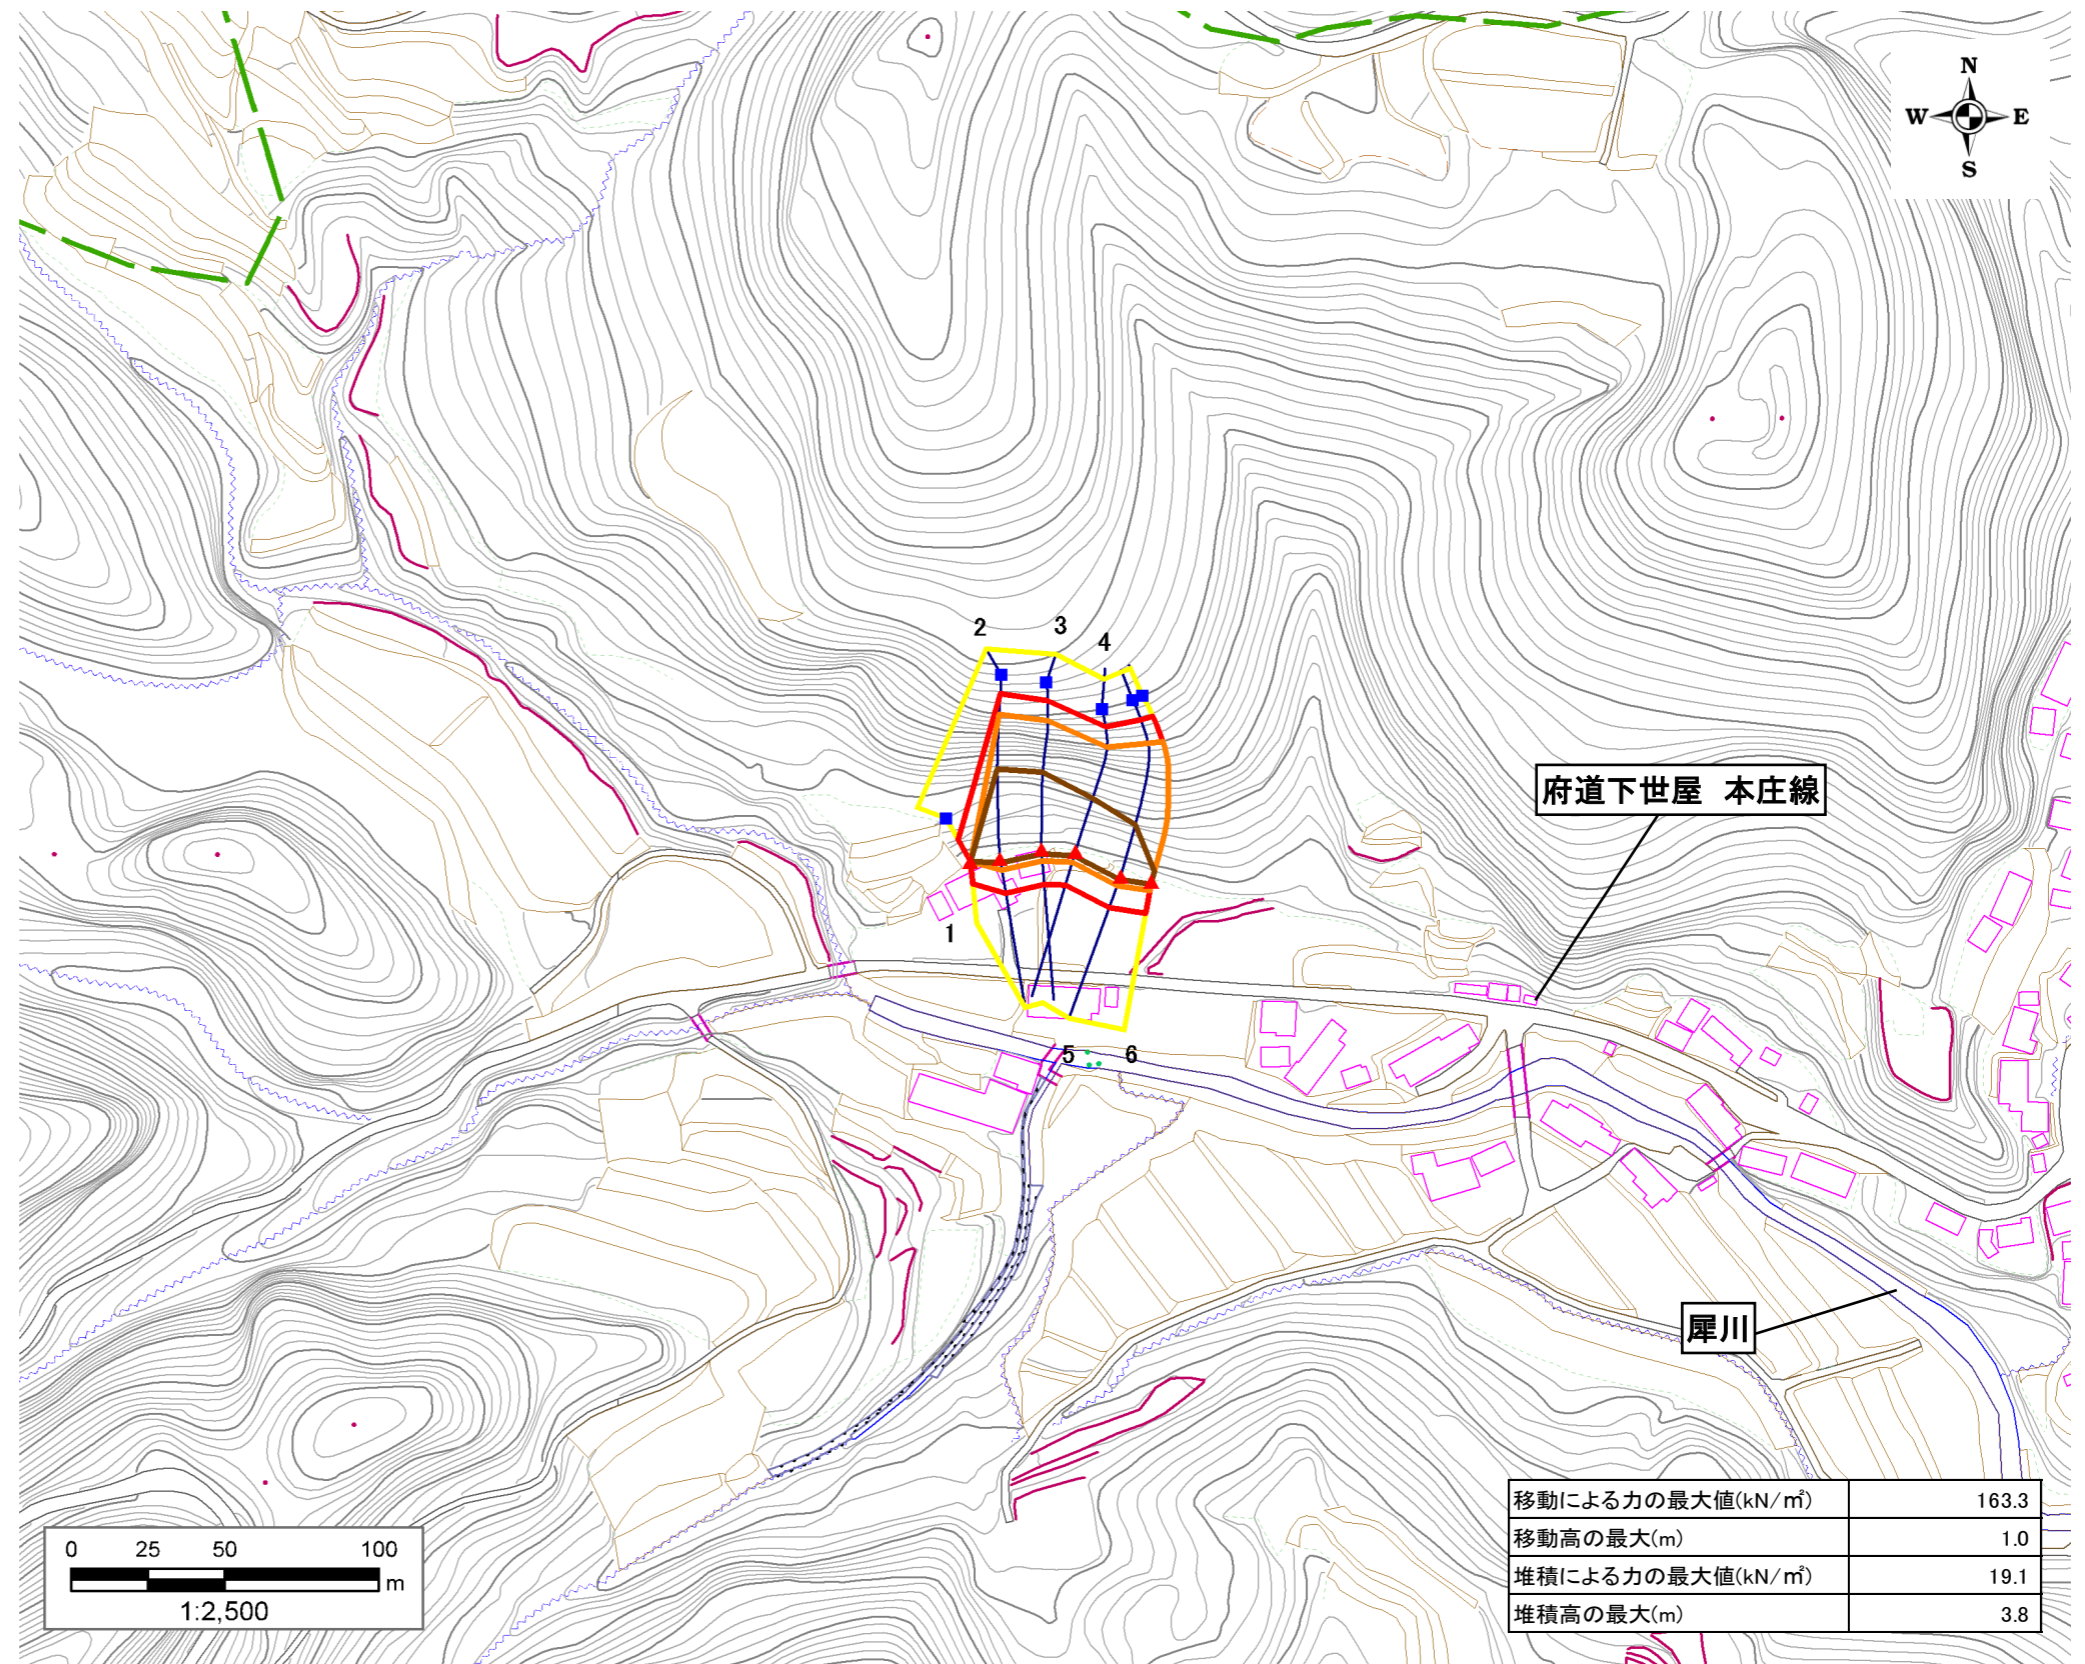 N
W E
S
2
3
4
府道下世屋 本庄線
1
5
6
犀川
移動による力の最大値(kN/㎡) 163.3
移動高の最大(m) 1.0
堆積による力の最大値(kN/㎡) 19.1
堆積高の最大(m) 3.8
0 25 50 100
m
1:2,500